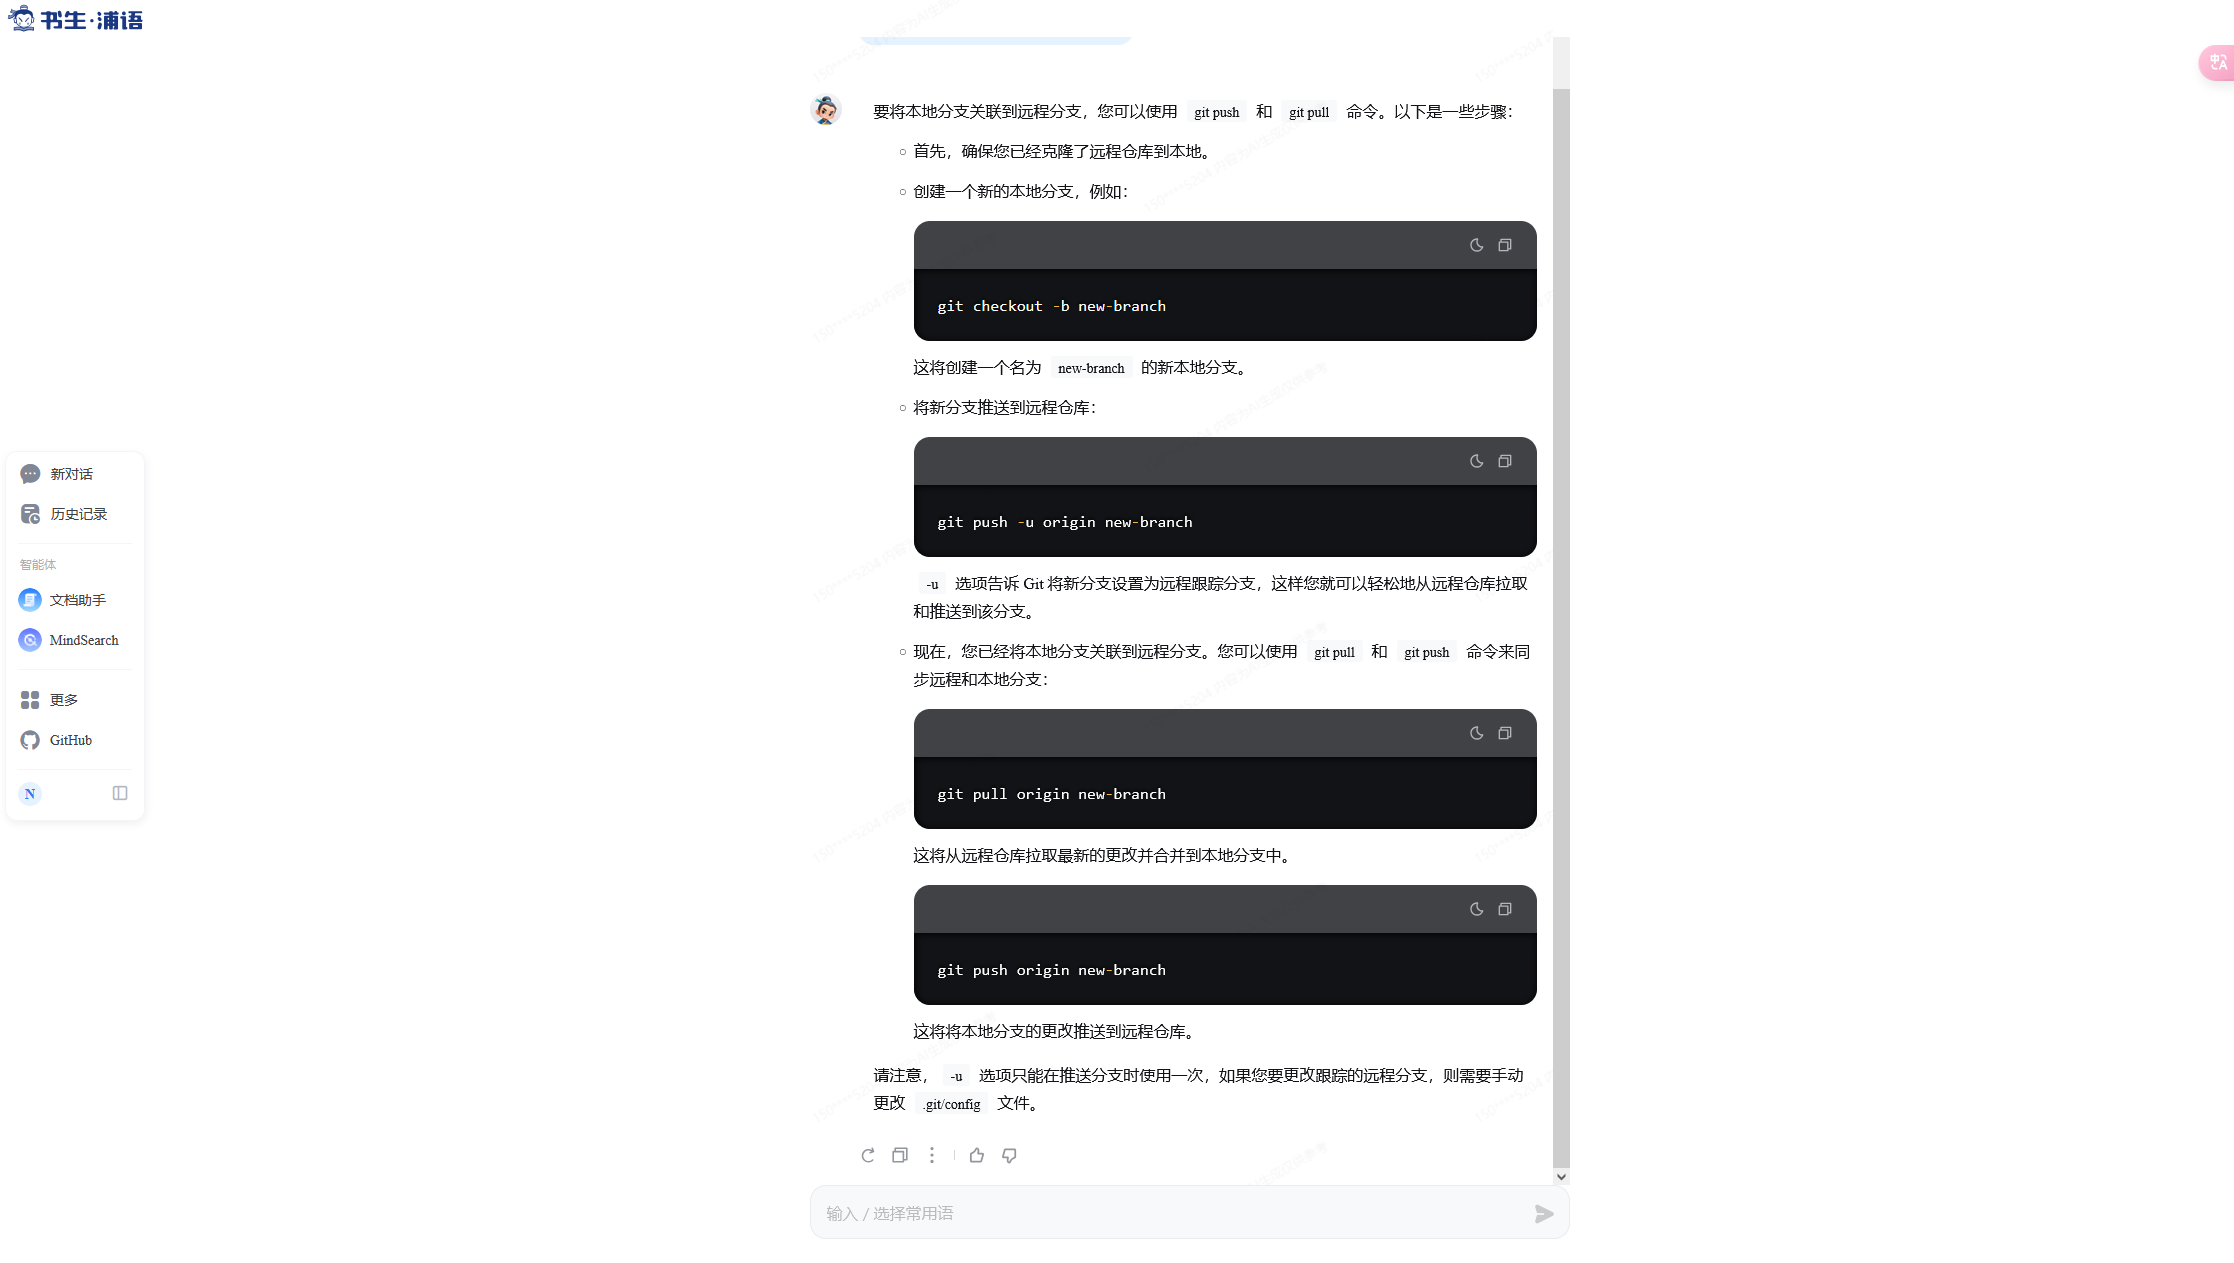 书生·浦语
要将本地分支关联到远程分支，您可以使用 git push 和 git pull 命令。以下是一些步骤：
首先，确保您已经克隆了远程仓库到本地。
创建一个新的本地分支，例如：
git checkout -b new-branch
这将创建一个名为 new-branch 的新本地分支。
将新分支推送到远程仓库：
git push -u origin new-branch
-u 选项告诉 Git 将新分支设置为远程跟踪分支，这样您就可以轻松地从远程仓库拉取
和推送到该分支。
现在，您已经将本地分支关联到远程分支。您可以使用 git pull 和 git push 命令来同
步远程和本地分支：
git pull origin new-branch
这将从远程仓库拉取最新的更改并合并到本地分支中。
git push origin new-branch
这将将本地分支的更改推送到远程仓库。
请注意， -u 选项只能在推送分支时使用一次，如果您要更改跟踪的远程分支，则需要手动
更改 .git/config 文件。
输入 / 选择常用语
新对话
历史记录
智能体
文档助手
MindSearch
更多
GitHub
N